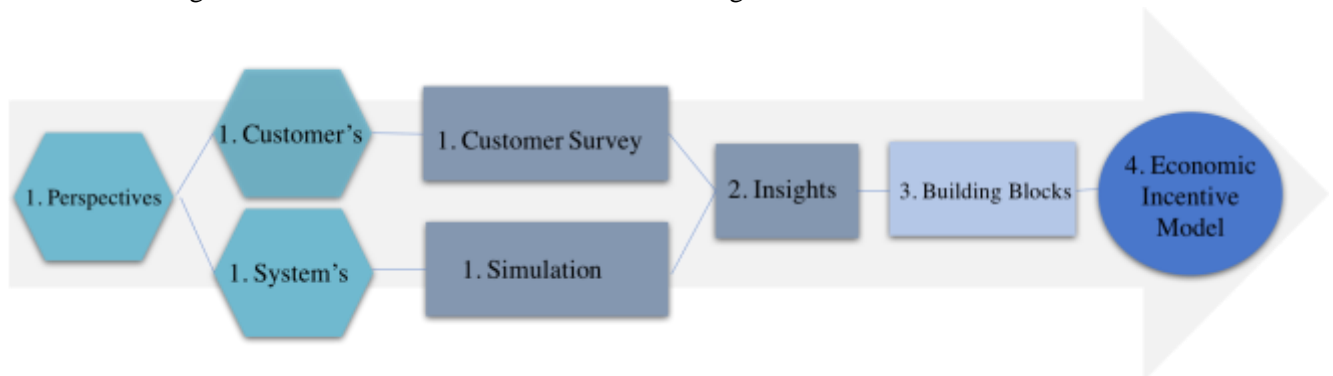 1. Customer's
1. Customer Survey
1. Perspectives
2. Insights
3. Building Blocks
4. Economic
Incentive
Model
1. System's
1. Simulation